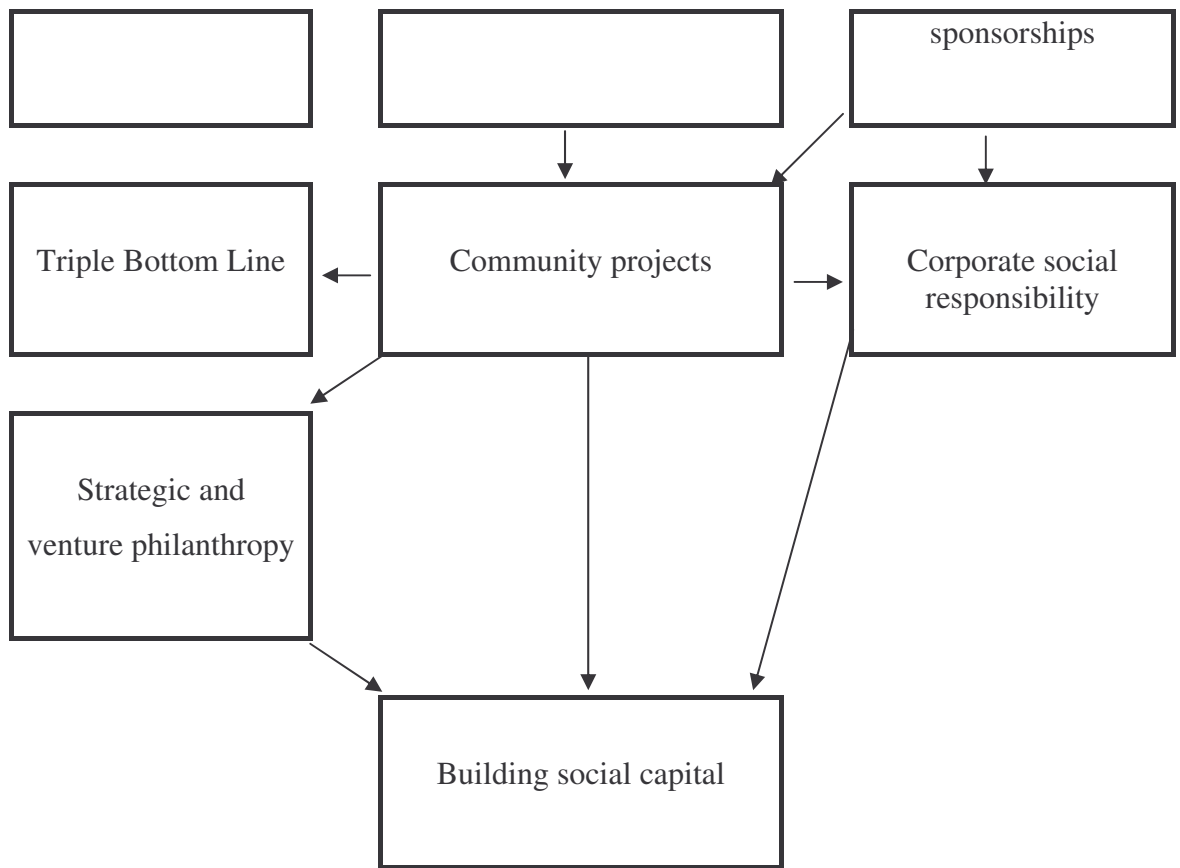 sponsorships
Triple Bottom Line
Community projects
Corporate social
responsibility
Strategic and
venture philanthropy
Building social capital